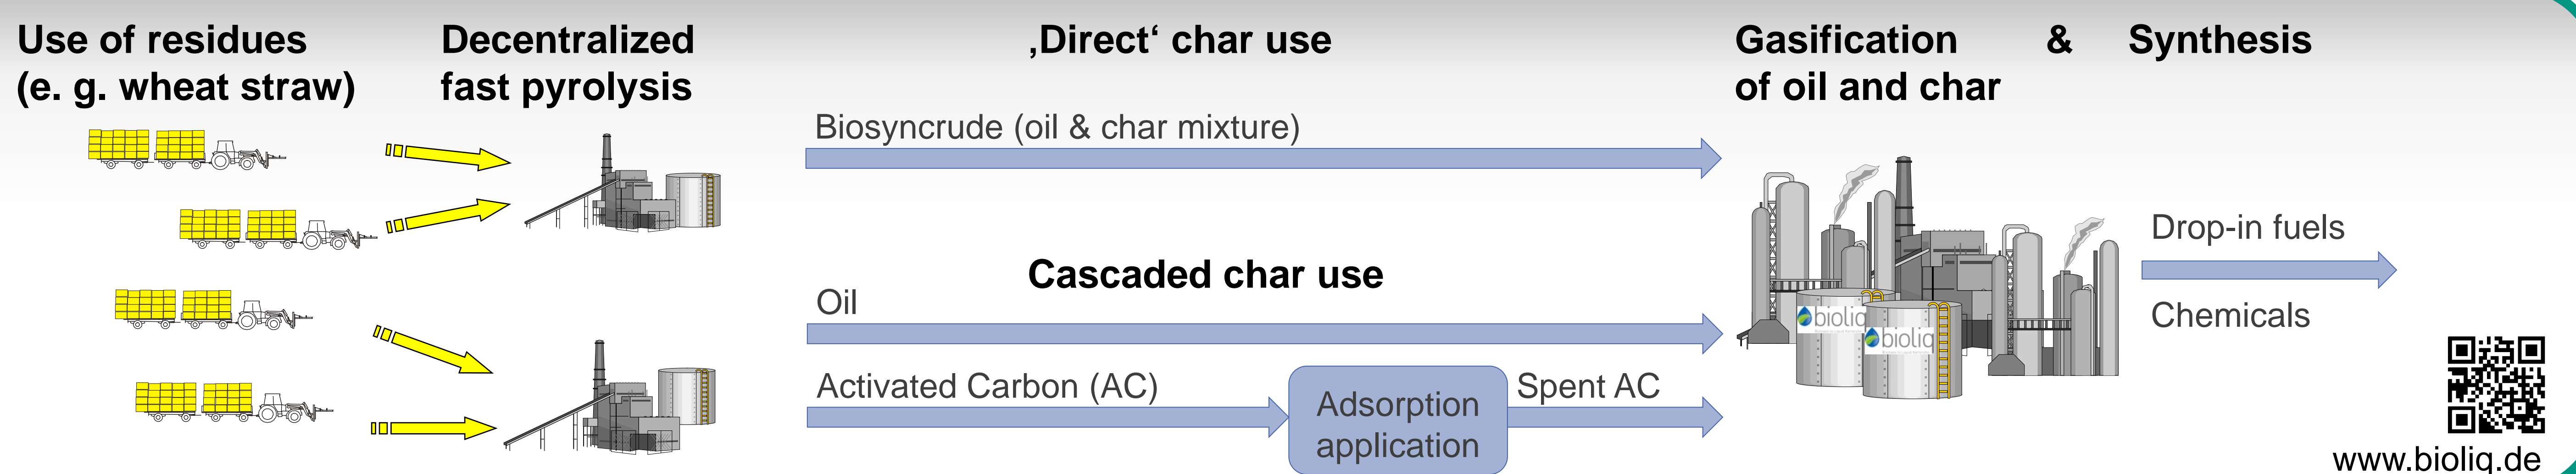 Use of residues
(e. g. wheat straw)
Decentralized
fast pyrolysis
‚Direct‘ char use
Gasification & Synthesis
of oil and char
Biosyncrude (oil & char mixture)
Cascaded char use
Oil
Activated Carbon (AC)
Adsorption
application
Spent AC
bioliq
bioliq
Drop-in fuels
Chemicals
www.bioliq.de